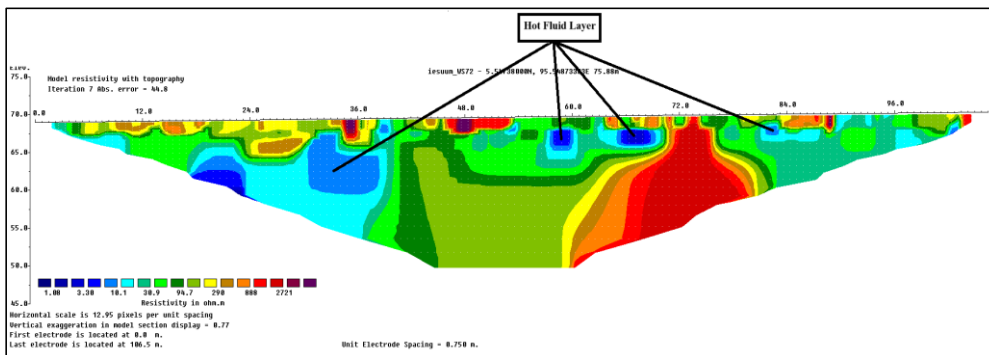 Hot Fluid Layer
75.0
Model resistivity with topography
Iteration 7 Abs. error = 44.8
0.0 12.0 24.0 36.0 48.0 60.0 72.0 84.0 96.0
70.0
65.0
60.0
55.0
50.0
1.08 3.30 10.1 30.9 94.7 290 888 2721
45.0
Resistivity in ohm.m
Horizontal scale is 12.95 pixels per unit spacing
Vertical exaggeration in model section display = 0.77
First electrode is located at 0.0 m.
Last electrode is located at 106.5 m.
Unit Electrode Spacing = 0.750 m.